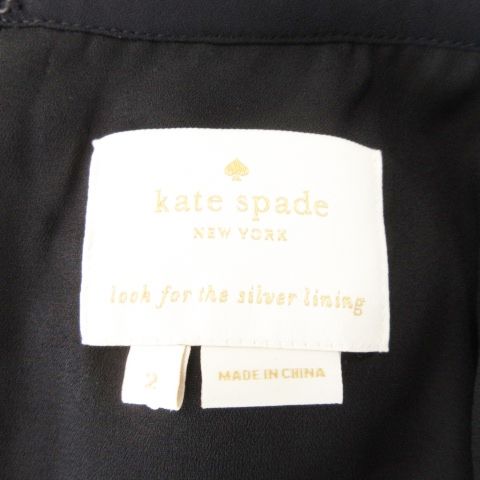 kate spade
NEW YORK
look for the silver lining
2
MADE IN CHINA